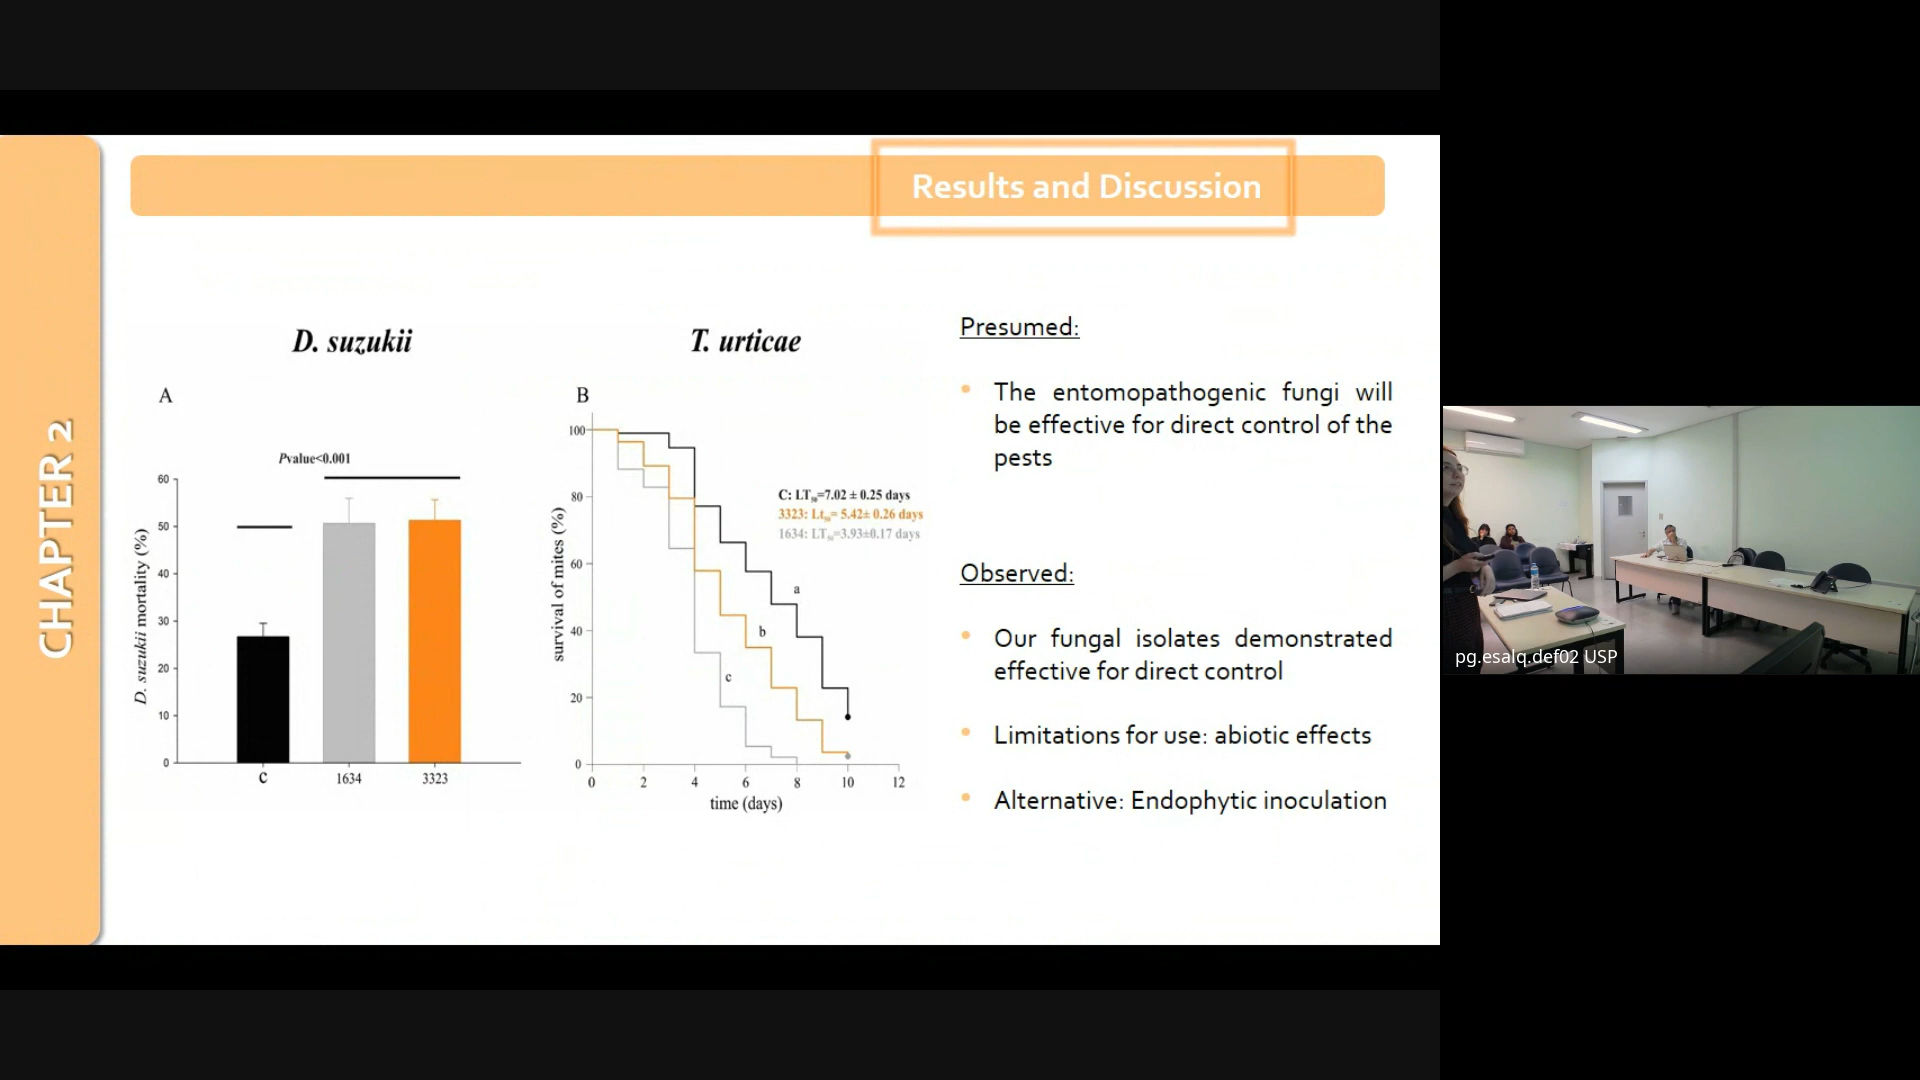 CHAPTER 2
Results and Discussion
D. suzukii
T. urticae
A
Pvalue<0.001
D. suzukii mortality (%)
60
50
40
30
20
10
0
c
1634
3323
B
survival of mites (%)
100
80
60
40
20
0
C: LT₅₀=7.02 ± 0.25 days
3323: Lt₅₀= 5.42± 0.26 days
1634: LT₅₀=3.93±0.17 days
a
b
c
0
2
4
6
8
10
12
time (days)
Presumed:
The entomopathogenic fungi will
be effective for direct control of the
pests
Observed:
Our fungal isolates demonstrated
effective for direct control
Limitations for use: abiotic effects
Alternative: Endophytic inoculation
pg.esalq.def02 USP